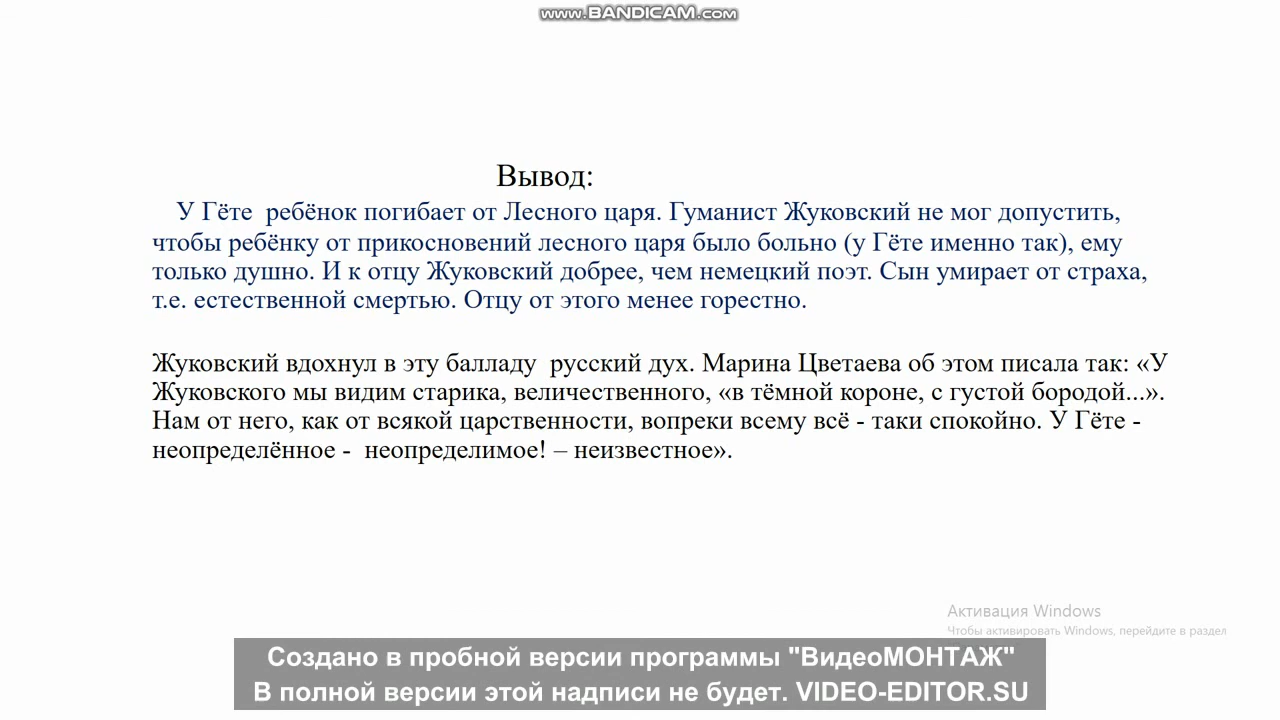 www.BANDICAM.com
Вывод:
У Гёте ребёнок погибает от Лесного царя. Гуманист Жуковский не мог допустить,
чтобы ребёнку от прикосновений лесного царя было больно (у Гёте именно так), ему
только душно. И к отцу Жуковский добрее, чем немецкий поэт. Сын умирает от страха,
т.е. естественной смертью. Отцу от этого менее горестно.
Жуковский вдохнул в эту балладу русский дух. Марина Цветаева об этом писала так: «У
Жуковского мы видим старика, величественного, «в тёмной короне, с густой бородой...».
Нам от него, как от всякой царственности, вопреки всему всё - таки спокойно. У Гёте -
неопределённое - неопределимое! – неизвестное».
Активация Windows
Чтобы активировать Windows, перейдите в раздел
Создано в пробной версии программы "ВидеоМОНТАЖ"
В полной версии этой надписи не будет. VIDEO-EDITOR.SU